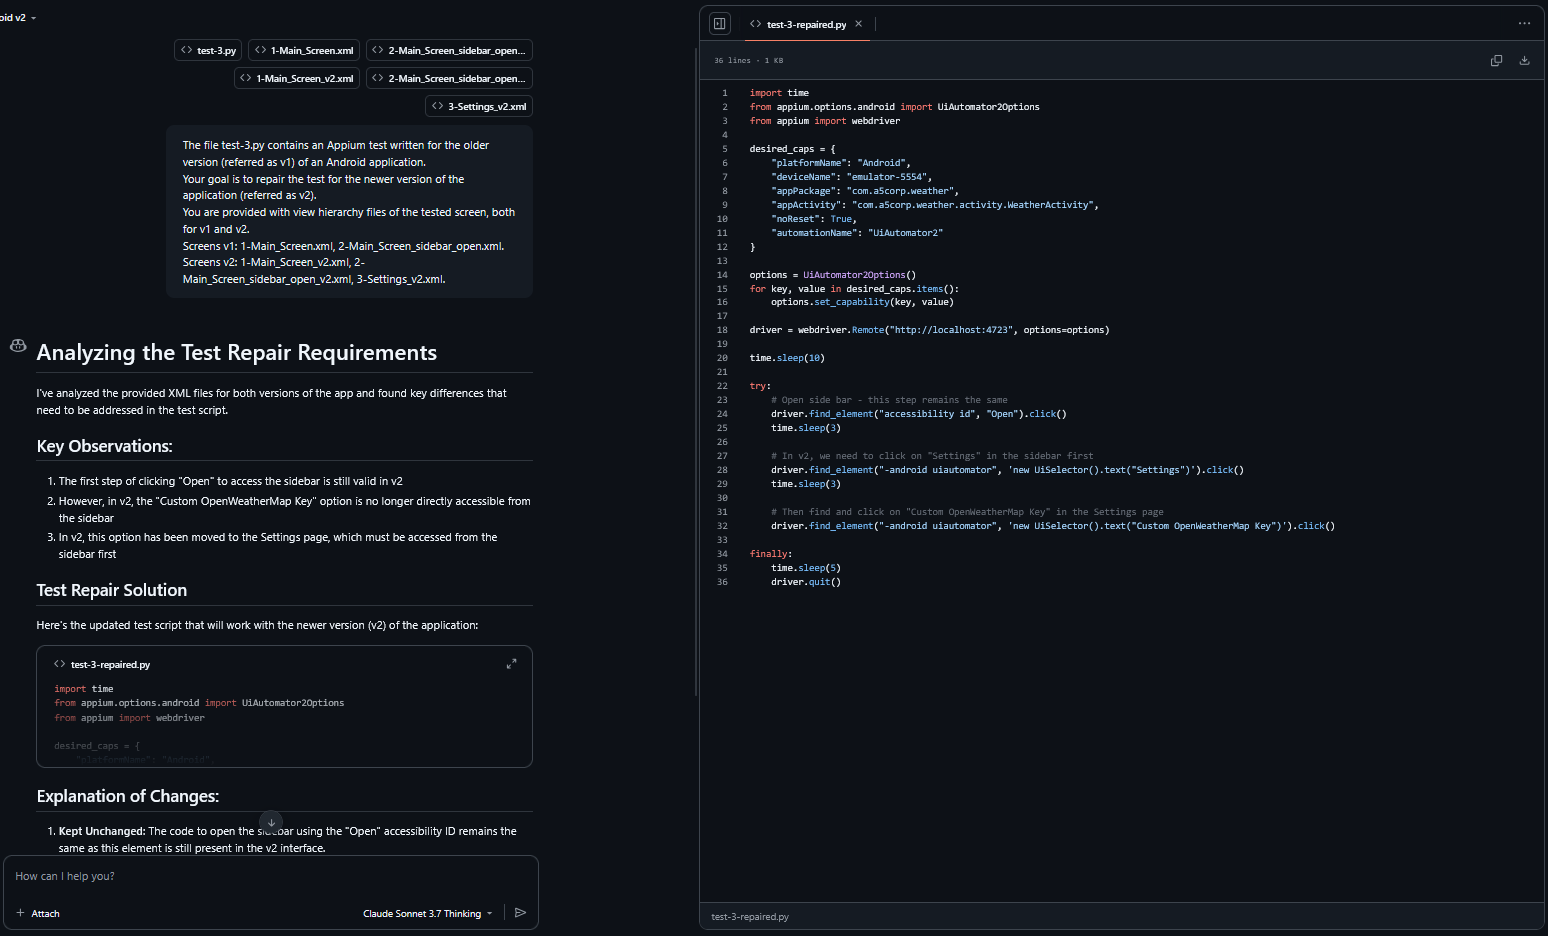 oid v2
test-3.py
1-Main_Screen.xml
2-Main_Screen_sidebar_open...
1-Main_Screen_v2.xml
2-Main_Screen_sidebar_open...
3-Settings_v2.xml
The file test-3.py contains an Appium test written for the older
version (referred as v1) of an Android application.
Your goal is to repair the test for the newer version of the
application (referred as v2).
You are provided with view hierarchy files of the tested screen, both
for v1 and v2.
Screens v1: 1-Main_Screen.xml, 2-Main_Screen_sidebar_open.xml.
Screens v2: 1-Main_Screen_v2.xml, 2-
Main_Screen_sidebar_open_v2.xml, 3-Settings_v2.xml.
Analyzing the Test Repair Requirements
I've analyzed the provided XML files for both versions of the app and found key differences that
need to be addressed in the test script.
Key Observations:
1. The first step of clicking "Open" to access the sidebar is still valid in v2
2. However, in v2, the "Custom OpenWeatherMap Key" option is no longer directly accessible from
the sidebar
3. In v2, this option has been moved to the Settings page, which must be accessed from the
sidebar first
Test Repair Solution
Here's the updated test script that will work with the newer version (v2) of the application:
test-3-repaired.py
import time
from appium.options.android import UiAutomator2Options
from appium import webdriver
desired_caps = {
"platformName": "Android",
Explanation of Changes:
1. Kept Unchanged: The code to open the sidebar using the "Open" accessibility ID remains the
same as this element is still present in the v2 interface.
How can I help you?
+ Attach
Claude Sonnet 3.7 Thinking
test-3-repaired.py ×
36 lines · 1 KB
1 import time
2 from appium.options.android import UiAutomator2Options
3 from appium import webdriver
4
5 desired_caps = {
6 "platformName": "Android",
7 "deviceName": "emulator-5554",
8 "appPackage": "com.a5corp.weather",
9 "appActivity": "com.a5corp.weather.activity.WeatherActivity",
10 "noReset": True,
11 "automationName": "UiAutomator2"
12 }
13
14 options = UiAutomator2Options()
15 for key, value in desired_caps.items():
16 options.set_capability(key, value)
17
18 driver = webdriver.Remote("http://localhost:4723", options=options)
19
20 time.sleep(10)
21
22 try:
23 # Open side bar - this step remains the same
24 driver.find_element("accessibility id", "Open").click()
25 time.sleep(3)
26
27 # In v2, we need to click on "Settings" in the sidebar first
28 driver.find_element("-android uiautomator", 'new UiSelector().text("Settings")').click()
29 time.sleep(3)
30
31 # Then find and click on "Custom OpenWeatherMap Key" in the Settings page
32 driver.find_element("-android uiautomator", 'new UiSelector().text("Custom OpenWeatherMap Key")').click()
33
34 finally:
35 time.sleep(5)
36 driver.quit()
test-3-repaired.py